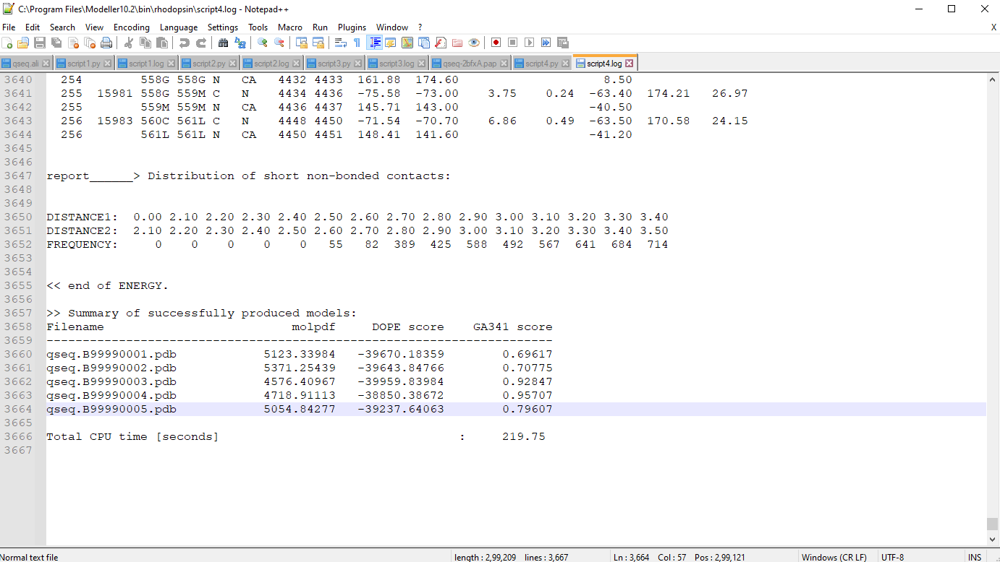 C:\Program Files\Modeller10.2\bin\rhodopsin\script4.log - Notepad++
File Edit Search View Encoding Language Settings Tools Macro Run Plugins Window ? X
qseq.ali script1.py script1.log script2.py script2.log script3.py script3.log qseq-2bfxA.pap script4.py script4.log
3640 254 558G 558G N CA 4432 4433 161.88 174.60 8.50
3641 255 15981 558G 559M C N 4434 4436 -75.58 -73.00 3.75 0.24 -63.40 174.21 26.97
3642 255 559M 559M N CA 4436 4437 145.71 143.00 -40.50
3643 256 15983 560C 561L C N 4448 4450 -71.54 -70.70 6.86 0.49 -63.50 170.58 24.15
3644 256 561L 561L N CA 4450 4451 148.41 141.60 -41.20
3645
3646
3647 report______> Distribution of short non-bonded contacts:
3648
3649
3650 DISTANCE1: 0.00 2.10 2.20 2.30 2.40 2.50 2.60 2.70 2.80 2.90 3.00 3.10 3.20 3.30 3.40
3651 DISTANCE2: 2.10 2.20 2.30 2.40 2.50 2.60 2.70 2.80 2.90 3.00 3.10 3.20 3.30 3.40 3.50
3652 FREQUENCY: 0 0 0 0 0 55 82 389 425 588 492 567 641 684 714
3653
3654
3655 << end of ENERGY.
3656
3657 >> Summary of successfully produced models:
3658 Filename molpdf DOPE score GA341 score
3659 ----------------------------------------------------------------------
3660 qseq.B99990001.pdb 5123.33984 -39670.18359 0.69617
3661 qseq.B99990002.pdb 5371.25439 -39643.84766 0.70775
3662 qseq.B99990003.pdb 4576.40967 -39959.83984 0.92847
3663 qseq.B99990004.pdb 4718.91113 -38850.38672 0.95707
3664 qseq.B99990005.pdb 5054.84277 -39237.64063 0.79607
3665
3666 Total CPU time [seconds] : 219.75
3667
Normal text file length : 2,99,209 lines : 3,667 Ln : 3,664 Col : 57 Pos : 2,99,121 Windows (CR LF) UTF-8 INS